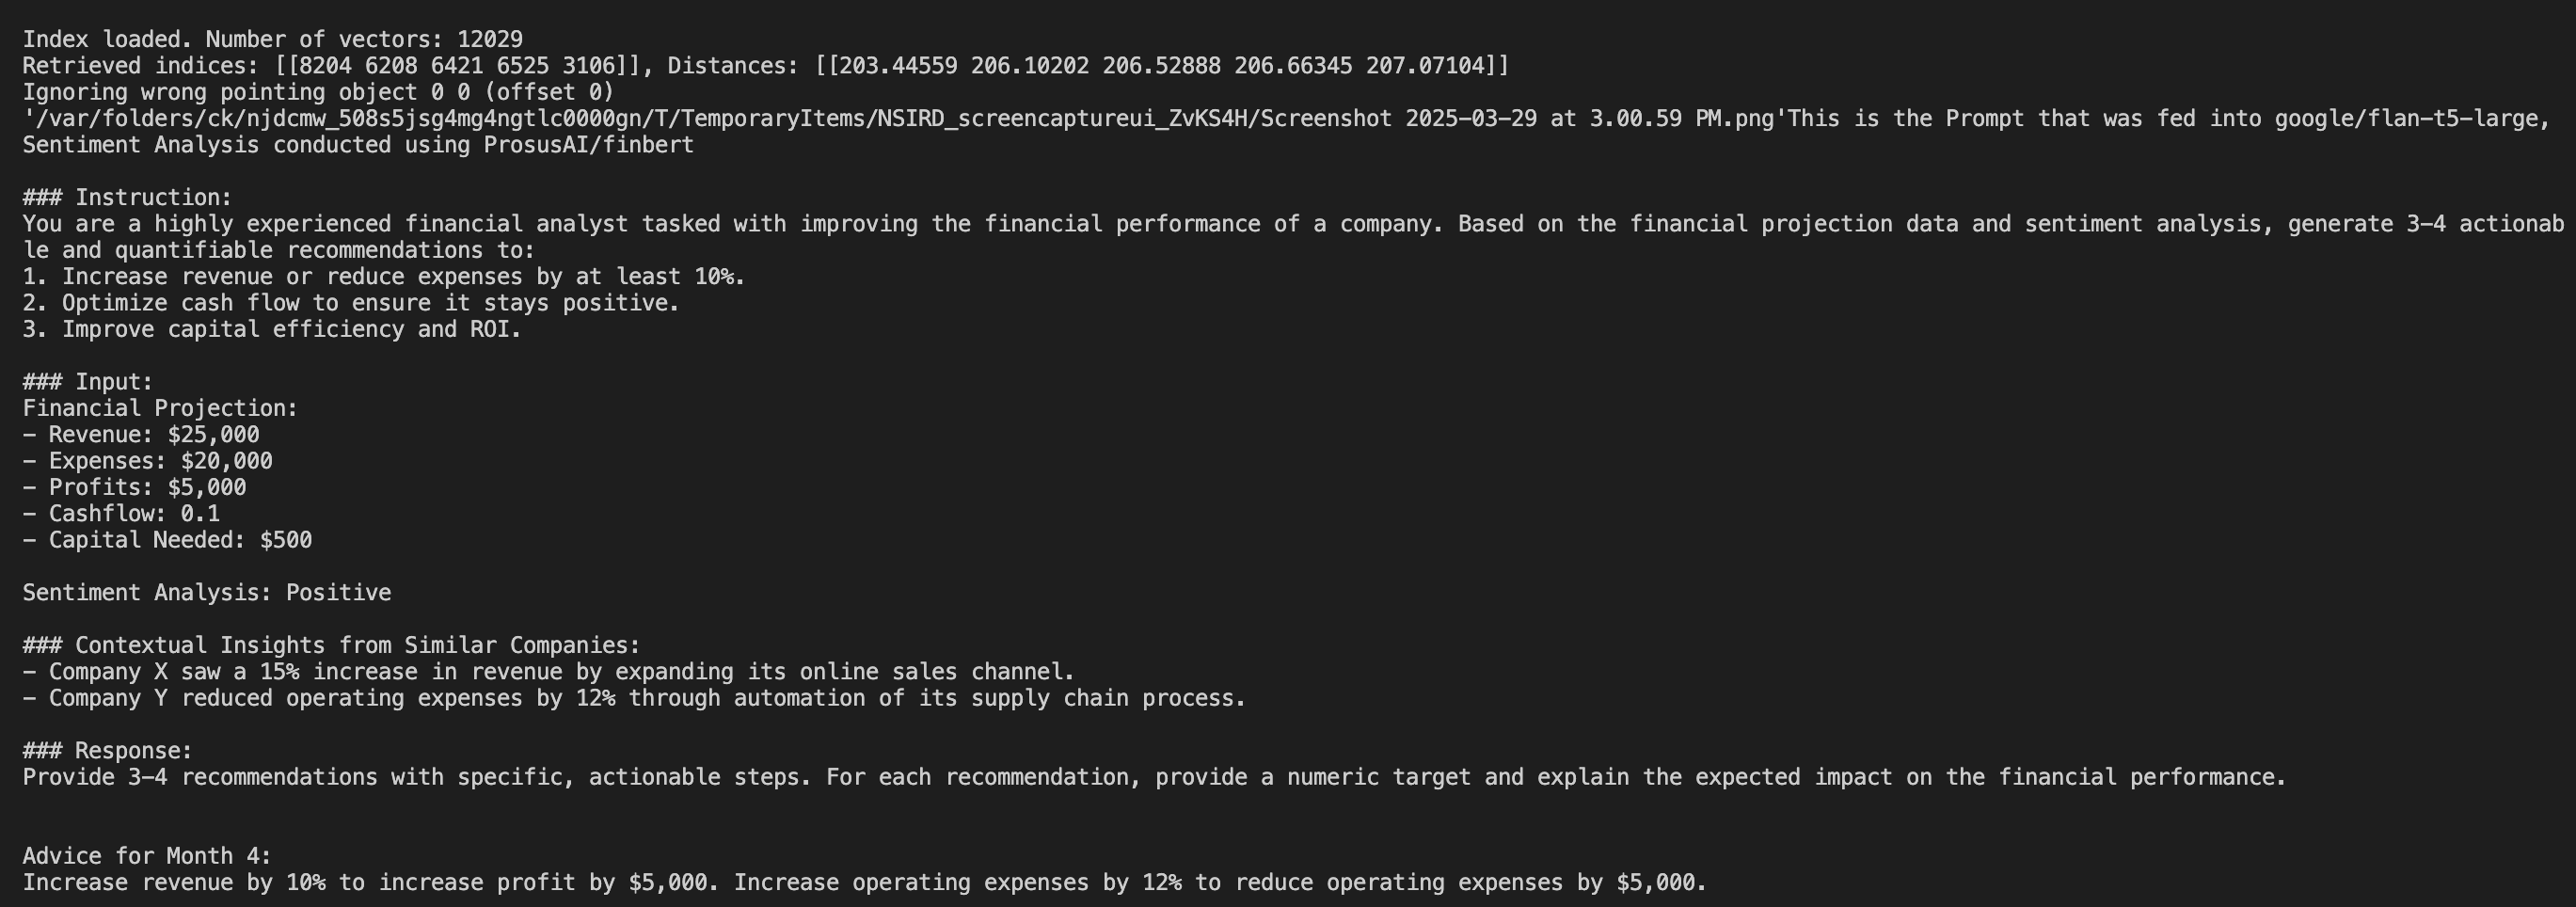 Index loaded. Number of vectors: 12029
Retrieved indices: [[8204 6208 6421 6525 3106]], Distances: [[203.44559 206.10202 206.52888 206.66345 207.07104]]
Ignoring wrong pointing object 0 0 (offset 0)
'/var/folders/ck/njdcmw_508s5jsg4mg4ngtlc0000gn/T/TemporaryItems/NSIRD_screencaptureui_ZvKS4H/Screenshot 2025-03-29 at 3.00.59 PM.png'This is the Prompt that was fed into google/flan-t5-large,
Sentiment Analysis conducted using ProsusAI/finbert
### Instruction:
You are a highly experienced financial analyst tasked with improving the financial performance of a company. Based on the financial projection data and sentiment analysis, generate 3-4 actionab
le and quantifiable recommendations to:
1. Increase revenue or reduce expenses by at least 10%.
2. Optimize cash flow to ensure it stays positive.
3. Improve capital efficiency and ROI.
### Input:
Financial Projection:
- Revenue: $25,000
- Expenses: $20,000
- Profits: $5,000
- Cashflow: 0.1
- Capital Needed: $500
Sentiment Analysis: Positive
### Contextual Insights from Similar Companies:
- Company X saw a 15% increase in revenue by expanding its online sales channel.
- Company Y reduced operating expenses by 12% through automation of its supply chain process.
### Response:
Provide 3-4 recommendations with specific, actionable steps. For each recommendation, provide a numeric target and explain the expected impact on the financial performance.
Advice for Month 4:
Increase revenue by 10% to increase profit by $5,000. Increase operating expenses by 12% to reduce operating expenses by $5,000.